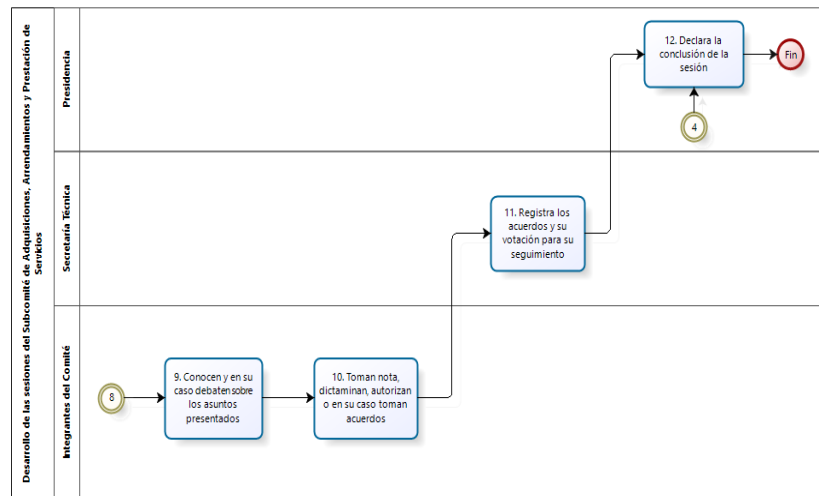 Desarrollo de las sesiones del Subcomité de Adquisiciones, Arrendamientos y Prestación de
Servicios
Presidencia
12. Declara la
conclusión de la
sesión
Fin
4
Secretaría Técnica
11. Registra los
acuerdos y su
votación para su
seguimiento
Integrantes del Comité
8
9. Conocen y en su
caso debaten sobre
los asuntos
presentados
10. Toman nota,
dictaminan, autorizan
o en su caso toman
acuerdos